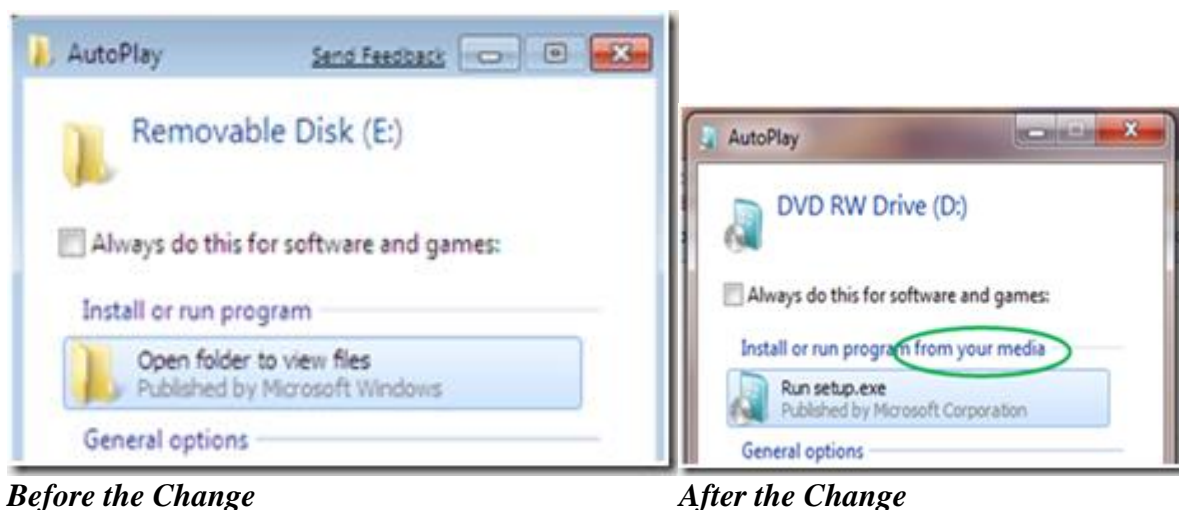 AutoPlay Send Feedback
Removable Disk (E:)
Always do this for software and games:
Install or run program
Open folder to view files
Published by Microsoft Windows
General options
Before the Change
AutoPlay
DVD RW Drive (D:)
Always do this for software and games:
Install or run program from your media
Run setup.exe
Published by Microsoft Corporation
General options
After the Change